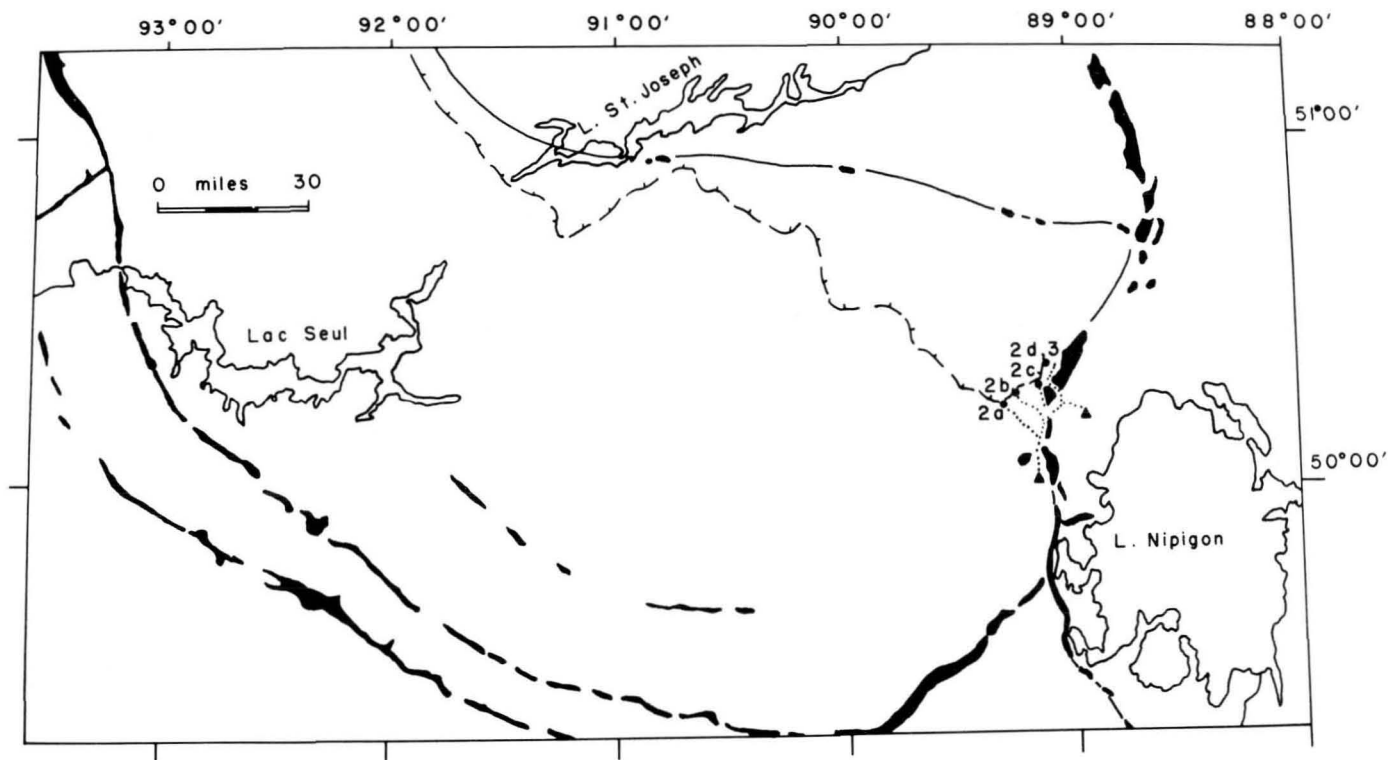 93°00′ 92°00′ 91°00′ 90°00′ 89°00′ 88°00′
L. St. Joseph
51°00′
0 miles 30
Lac Seul
2d,3
2c
2b
2a
50°00′
L. Nipigon